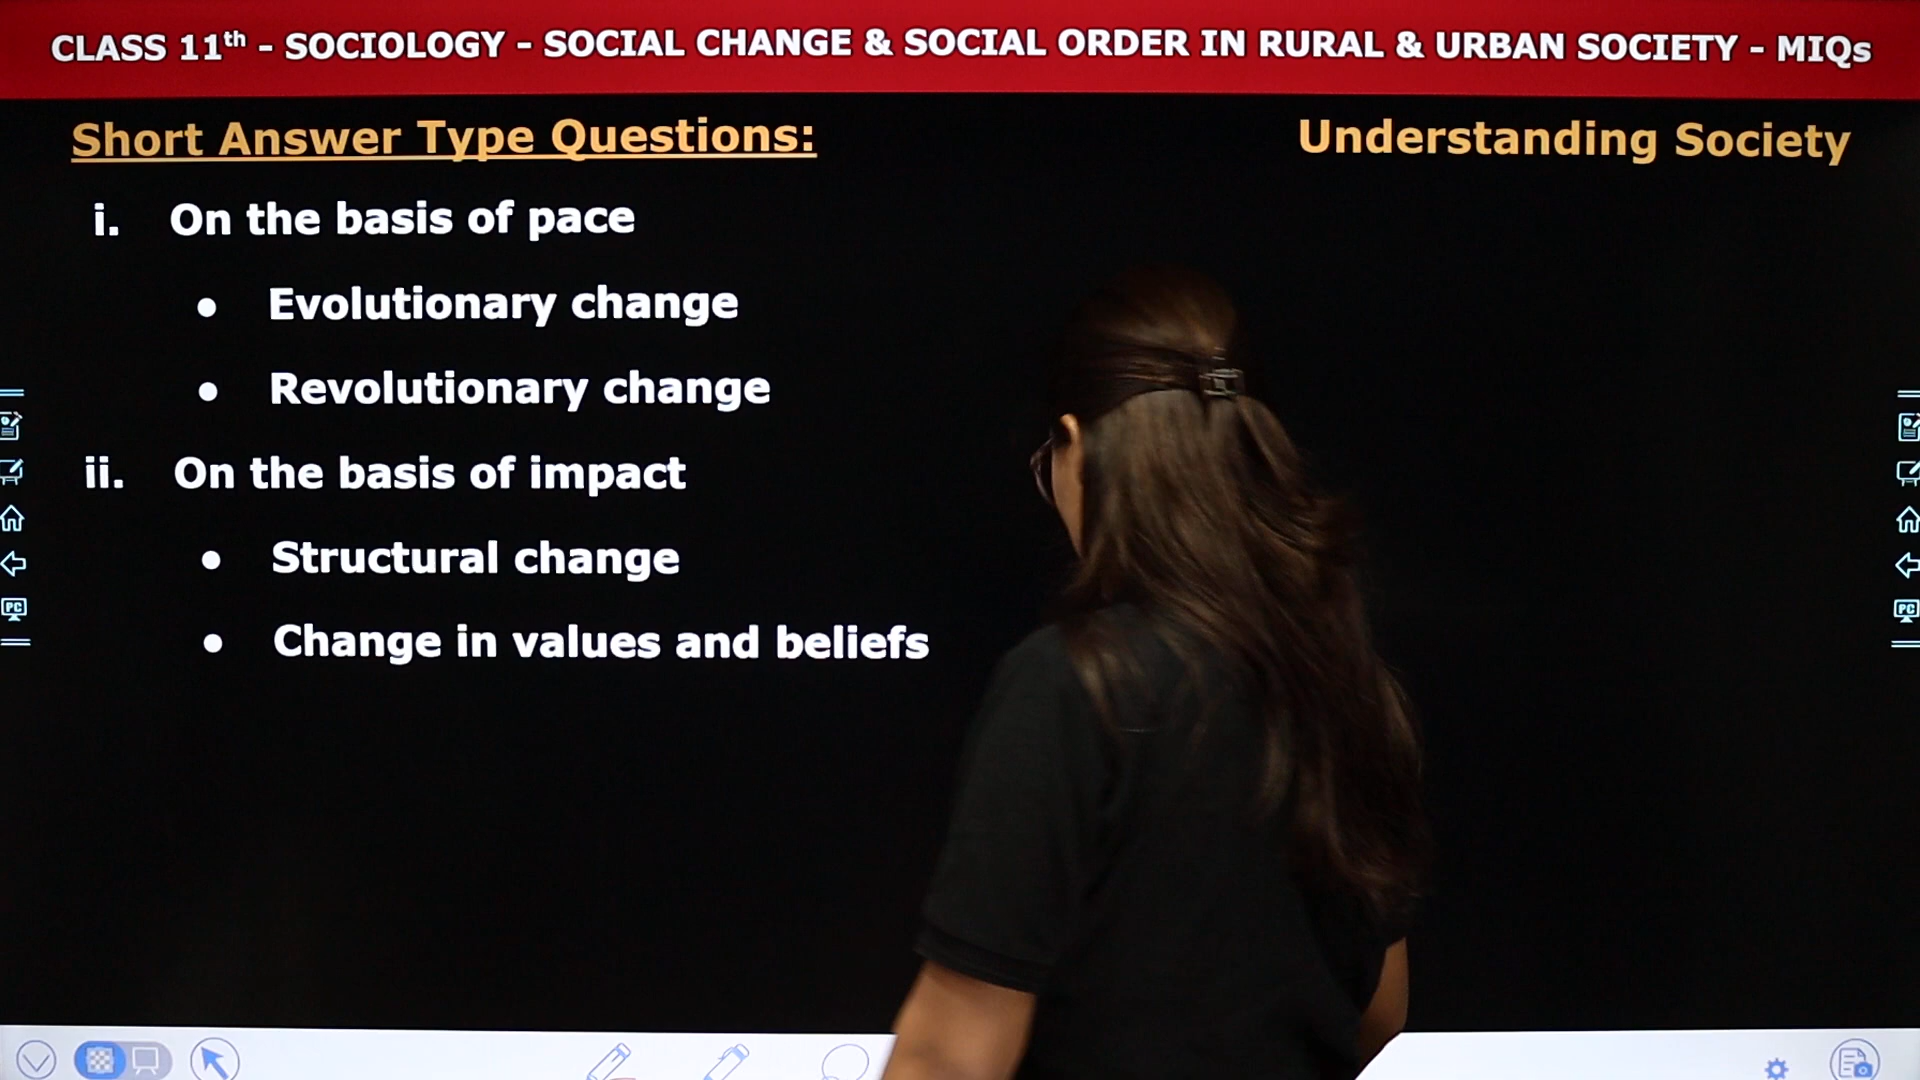 CLASS 11th - SOCIOLOGY - SOCIAL CHANGE & SOCIAL ORDER IN RURAL & URBAN SOCIETY - MIQs
Short Answer Type Questions:
Understanding Society
i. On the basis of pace
• Evolutionary change
• Revolutionary change
ii. On the basis of impact
• Structural change
• Change in values and beliefs
PC
PC